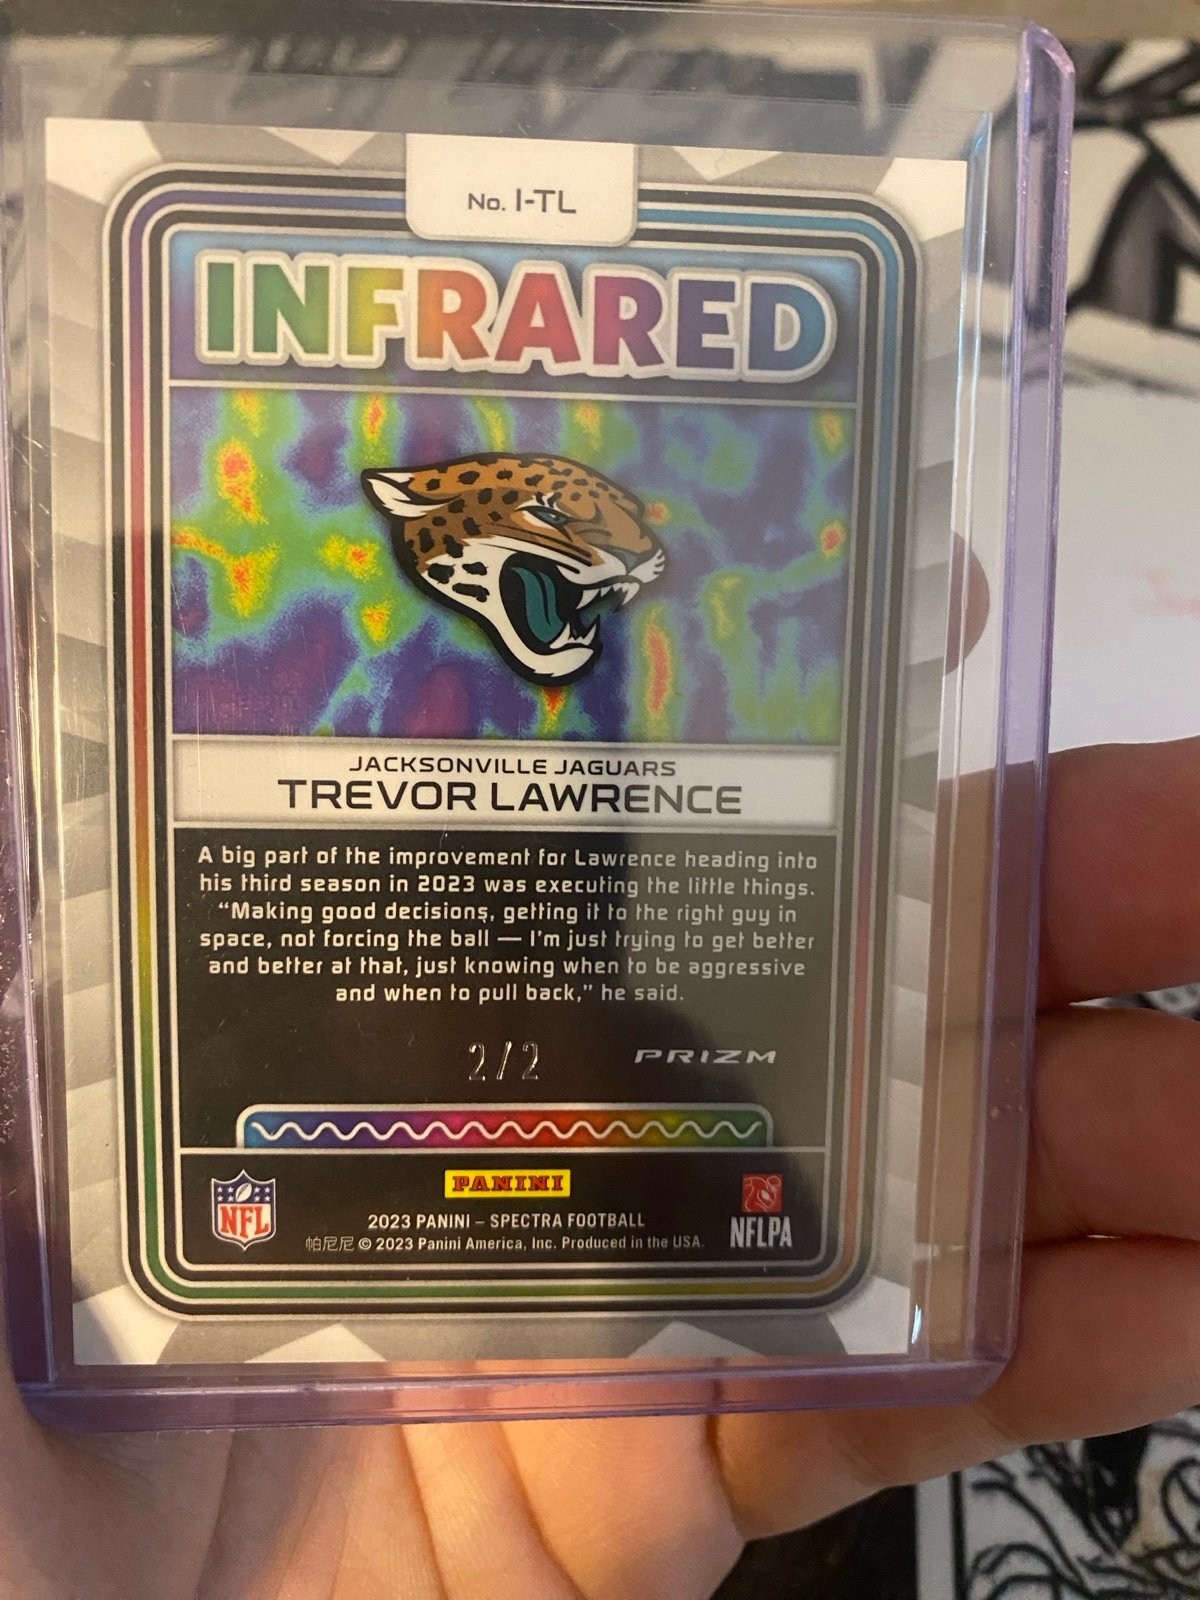 No. I-TL
INFRARED
JACKSONVILLE JAGUARS
TREVOR LAWRENCE
A big part of the improvement for Lawrence heading into
his third season in 2023 was executing the little things.
“Making good decisions, getting it to the right guy in
space, not forcing the ball — I’m just trying to get better
and better at that, just knowing when to be aggressive
and when to pull back,” he said.
2/2
PRIZM
PANINI
NFL
2023 PANINI – SPECTRA FOOTBALL
NFLPA
帕尼尼 © 2023 Panini America, Inc. Produced in the USA.